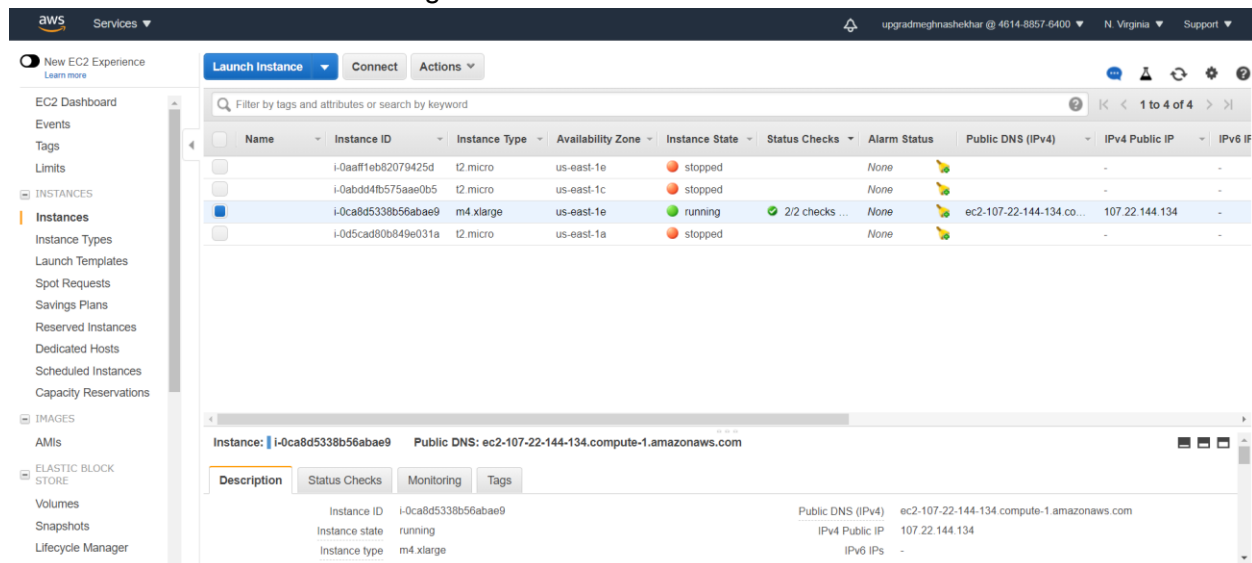 aws Services ▼ upgradmeghnashekhar @ 4614-8857-6400 ▼ N. Virginia ▼ Support ▼
New EC2 Experience
Learn more
Launch Instance Connect Actions
EC2 Dashboard
Events
Tags
Limits
INSTANCES
Instances
Instance Types
Launch Templates
Spot Requests
Savings Plans
Reserved Instances
Dedicated Hosts
Scheduled Instances
Capacity Reservations
IMAGES
AMIs
ELASTIC BLOCK
STORE
Volumes
Snapshots
Lifecycle Manager
Filter by tags and attributes or search by keyword 1 to 4 of 4
Name Instance ID Instance Type Availability Zone Instance State Status Checks Alarm Status Public DNS (IPv4) IPv4 Public IP IPv6 IP
i-0aaff1eb82079425d t2.micro us-east-1e stopped None - -
i-0abdd4fb575aae0b5 t2.micro us-east-1c stopped None - -
i-0ca8d5338b56abae9 m4.xlarge us-east-1e running 2/2 checks ... None ec2-107-22-144-134.co... 107.22.144.134 -
i-0d5cad80b849e031a t2.micro us-east-1a stopped None - -
Instance: i-0ca8d5338b56abae9 Public DNS: ec2-107-22-144-134.compute-1.amazonaws.com
Description Status Checks Monitoring Tags
Instance ID i-0ca8d5338b56abae9 Public DNS (IPv4) ec2-107-22-144-134.compute-1.amazonaws.com
Instance state running IPv4 Public IP 107.22.144.134
Instance type m4.xlarge IPv6 IPs -